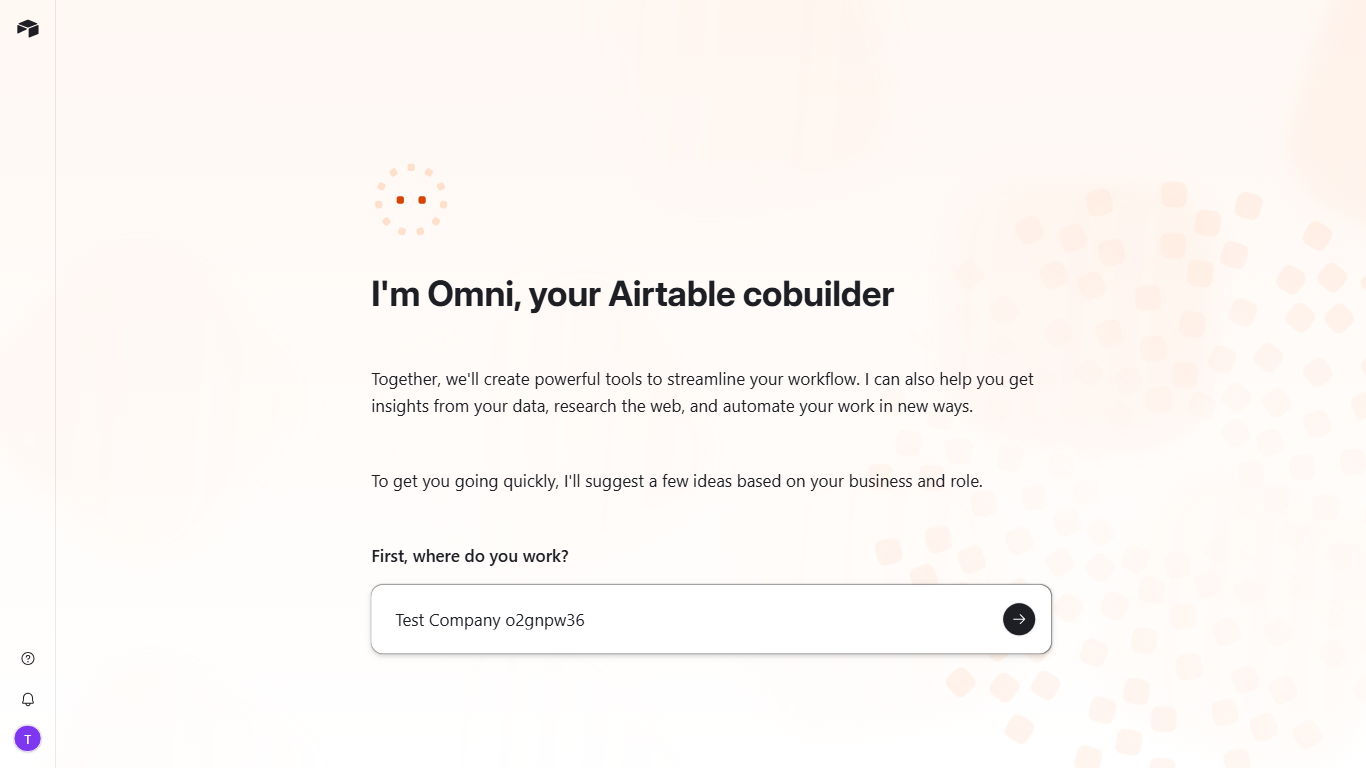 I'm Omni, your Airtable cobuilder
Together, we'll create powerful tools to streamline your workflow. I can also help you get
insights from your data, research the web, and automate your work in new ways.
To get you going quickly, I'll suggest a few ideas based on your business and role.
First, where do you work?
Test Company o2gnpw36
T